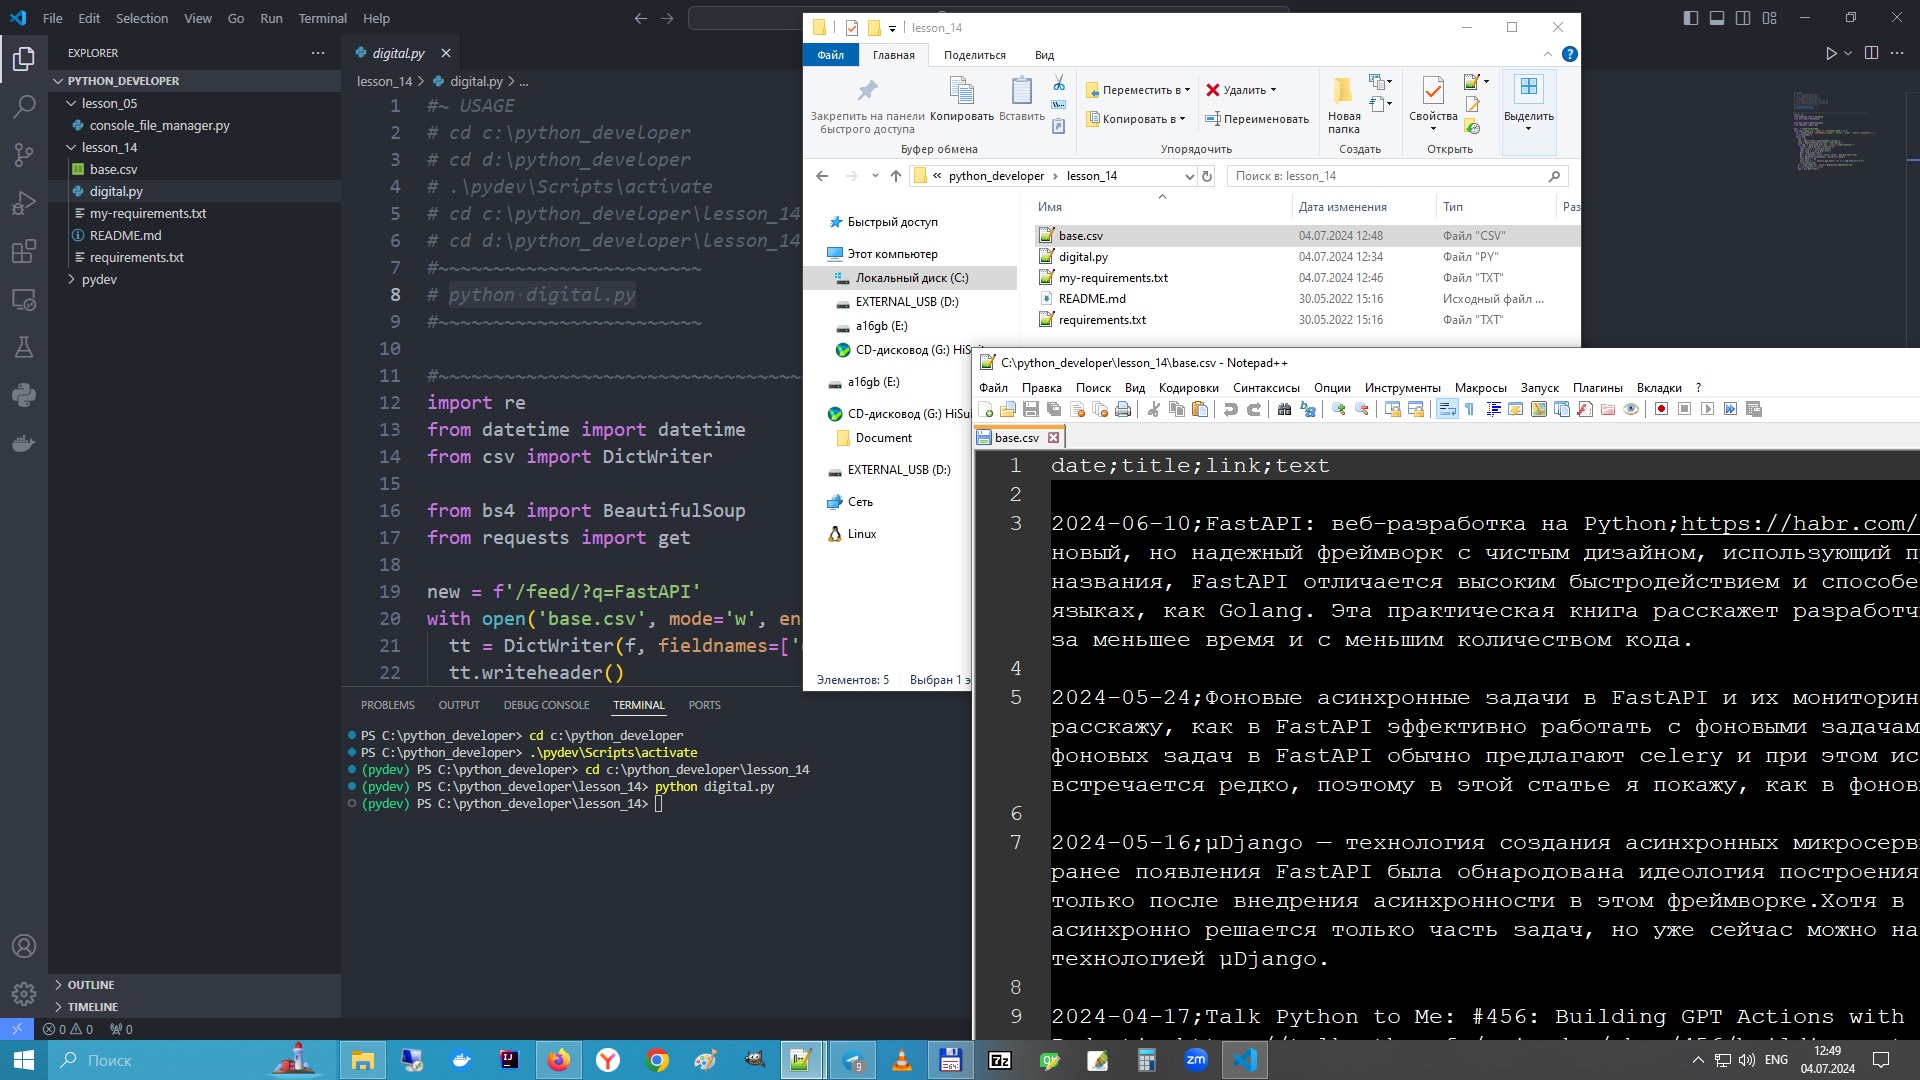 File Edit Selection View Go Run Terminal Help
EXPLORER
PYTHON_DEVELOPER
lesson_05
console_file_manager.py
lesson_14
base.csv
digital.py
my-requirements.txt
README.md
requirements.txt
pydev
OUTLINE
TIMELINE
digital.py
lesson_14 > digital.py > ...
1 #~ USAGE
2 # cd c:\python_developer
3 # cd d:\python_developer
4 # .\pydev\Scripts\activate
5 # cd c:\python_developer\lesson_14
6 # cd d:\python_developer\lesson_14
7 #~~~~~~~~~~~~~~~~~~~~~~~~
8 # python digital.py
9 #~~~~~~~~~~~~~~~~~~~~~~~~
10
11 #~~~~~~~~~~~~~~~~~~~~~~~~~~~~~~~~~
12 import re
13 from datetime import datetime
14 from csv import DictWriter
15
16 from bs4 import BeautifulSoup
17 from requests import get
18
19 new = f'/feed/?q=FastAPI'
20 with open('base.csv', mode='w', en
21 tt = DictWriter(f, fieldnames=['
22 tt.writeheader()
PROBLEMS OUTPUT DEBUG CONSOLE TERMINAL PORTS
PS C:\python_developer> cd c:\python_developer
PS C:\python_developer> .\pydev\Scripts\activate
(pydev) PS C:\python_developer> cd c:\python_developer\lesson_14
(pydev) PS C:\python_developer\lesson_14> python digital.py
(pydev) PS C:\python_developer\lesson_14>
0 0 0
lesson_14
Файл Главная Поделиться Вид
Закрепить на панели быстрого доступа
Копировать
Вставить
Переместить в
Копировать в
Удалить
Переименовать
Новая папка
Свойства
Выделить
Буфер обмена Упорядочить Создать Открыть
« python_developer > lesson_14
Поиск в: lesson_14
Быстрый доступ
Этот компьютер
Локальный диск (C:)
EXTERNAL_USB (D:)
a16gb (E:)
CD-дисковод (G:) HiSuit
a16gb (E:)
CD-дисковод (G:) HiSui
Document
EXTERNAL_USB (D:)
Сеть
Linux
Имя Дата изменения Тип Раз
base.csv 04.07.2024 12:48 Файл "CSV"
digital.py 04.07.2024 12:34 Файл "PY"
my-requirements.txt 04.07.2024 12:46 Файл "TXT"
README.md 30.05.2022 15:16 Исходный файл ...
requirements.txt 30.05.2022 15:16 Файл "TXT"
Элементов: 5 Выбран 1 э
C:\python_developer\lesson_14\base.csv - Notepad++
Файл Правка Поиск Вид Кодировки Синтаксисы Опции Инструменты Макросы Запуск Плагины Вкладки ?
base.csv
1 date;title;link;text
2
3 2024-06-10;FastAPI: веб-разработка на Python;https://habr.com/
новый, но надежный фреймворк с чистым дизайном, использующий п
названия, FastAPI отличается высоким быстродействием и способе
языках, как Golang. Эта практическая книга расскажет разработч
за меньшее время и с меньшим количеством кода.
4
5 2024-05-24;Фоновые асинхронные задачи в FastAPI и их мониторин
расскажу, как в FastAPI эффективно работать с фоновыми задачам
фоновых задач в FastAPI обычно предлагают celery и при этом ис
встречается редко, поэтому в этой статье я покажу, как в фонов
6
7 2024-05-16;µDjango — технология создания асинхронных микросерв
ранее появления FastAPI была обнародована идеология построения
только после внедрения асинхронности в этом фреймворке.Хотя в
асинхронно решается только часть задач, но уже сейчас можно на
технологией µDjango.
8
9 2024-04-17;Talk Python to Me: #456: Building GPT Actions with
Поиск
ENG
12:49
04.07.2024